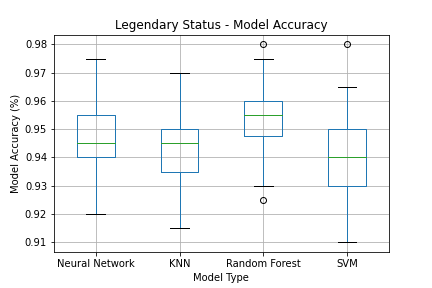 Legendary Status - Model Accuracy
0.98
0.97
0.96
0.95
0.94
0.93
0.92
0.91
Model Accuracy (%)
Neural Network KNN Random Forest SVM
Model Type